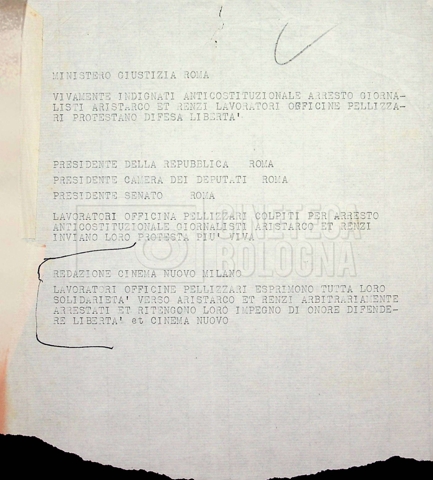 MINISTERO GIUSTIZIA ROMA
VIVAMENTE INDIGNATI ANTICOSTITUZIONALE ARRESTO GIORNA-
LISTI ARISTARCO ET RENZI LAVORATORI OFFICINE PELLIZZA-
RI PROTESTANO DIFESA LIBERTA'
PRESIDENTE DELLA REPUBBLICA ROMA
PRESIDENTE CAMERA DEI DEPUTATI ROMA
PRESIDENTE SENATO ROMA
LAVORATORI OFFICINA PELLIZZARI COLPITI PER ARRESTO
ANTICOSTITUZIONALE GIORNALISTI ARISTARCO ET RENZI
INVIANO LORO PROTESTA PIU' VIVA
CINETECA
BOLOGNA
REDAZIONE CINEMA NUOVO MILANO
LAVORATORI OFFICINE PELLIZZARI ESPRIMONO TUTTA LORO
SOLIDARIETA' VERSO ARISTARCO ET RENZI ARBITRARIAMENTE
ARRESTATI ET RITENGONO LORO IMPEGNO DI ONORE DIFENDE-
RE LIBERTA' et CINEMA NUOVO